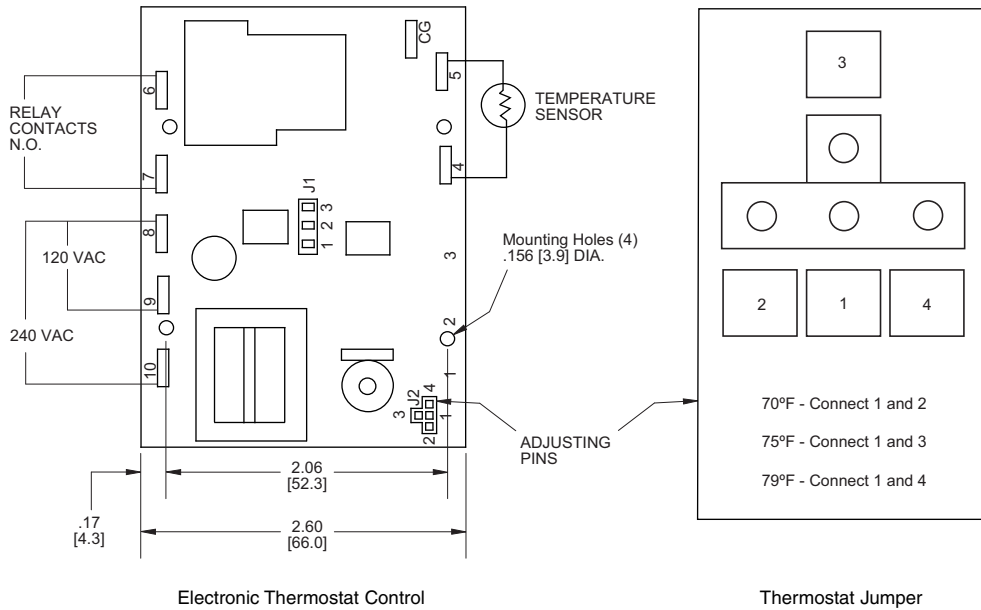 CG
6
5
RELAY
CONTACTS
N.O.
TEMPERATURE
SENSOR
7
4
J1
3
2
1
8
120 VAC
9
240 VAC
10
Mounting Holes (4)
.156 [3.9] DIA.
3
2
1
J2
4
3
1
2
ADJUSTING
PINS
2.06
[52.3]
.17
[4.3]
2.60
[66.0]
Electronic Thermostat Control
3
2
1
4
70ºF - Connect 1 and 2
75ºF - Connect 1 and 3
79ºF - Connect 1 and 4
Thermostat Jumper